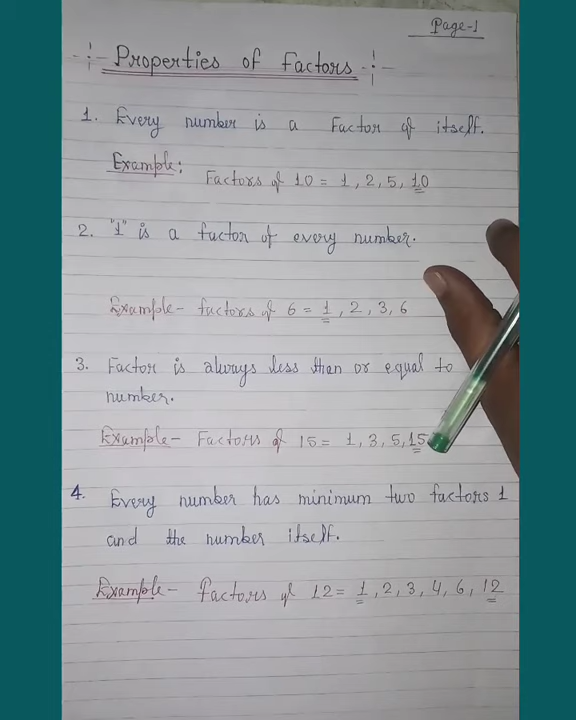 Page-1
Properties of Factors
1. Every number is a Factor of itself.
Example:
Factors of 10 = 1, 2, 5, 10
2. "1" is a factor of every number.
Example- factors of 6 = 1, 2, 3, 6
3. Factor is always less than or equal to
number.
Example- Factors of 15 = 1, 3, 5, 15
4. Every number has minimum two factors 1
and the number itself.
Example- Factors of 12 = 1, 2, 3, 4, 6, 12